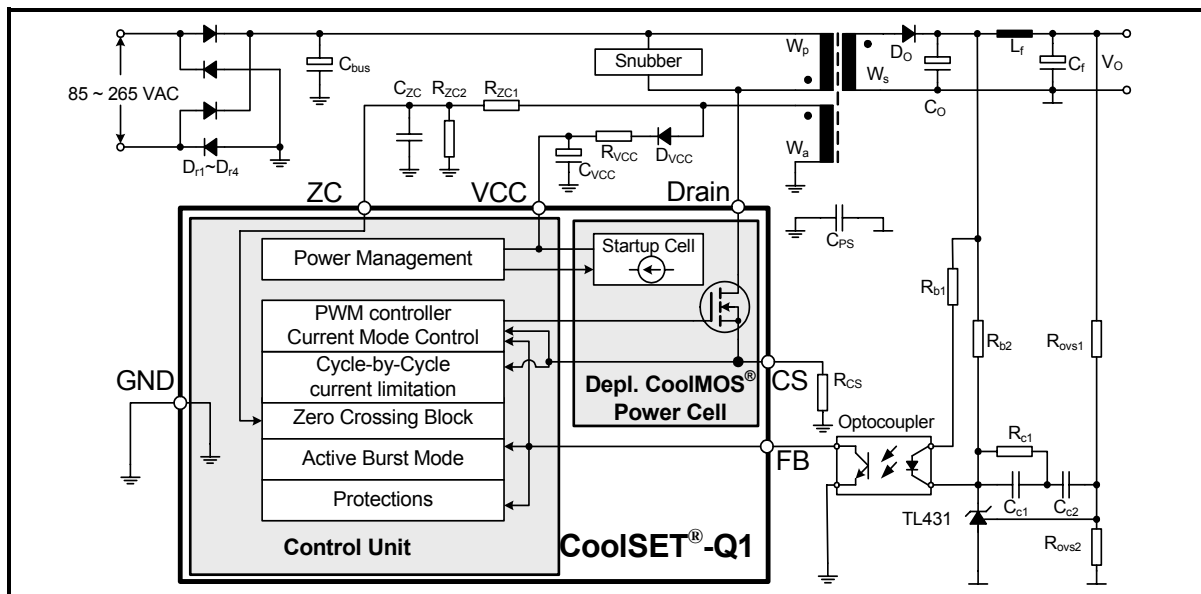 85 ~ 265 VAC
Dr1~Dr4
Cbus
Snubber
Wp
Ws
DO
CO
Lf
Cf
VO
CZC
RZC2
RZC1
RVCC
DVCC
CVCC
Wa
ZC
VCC
Drain
CPS
Power Management
Startup Cell
PWM controller
Current Mode Control
Cycle-by-Cycle
current limitation
Zero Crossing Block
Active Burst Mode
Protections
Control Unit
Depl. CoolMOS®
Power Cell
CoolSET®-Q1
GND
CS
RCS
FB
Optocoupler
Rb1
Rb2
Rovs1
Rc1
Cc1
Cc2
TL431
Rovs2